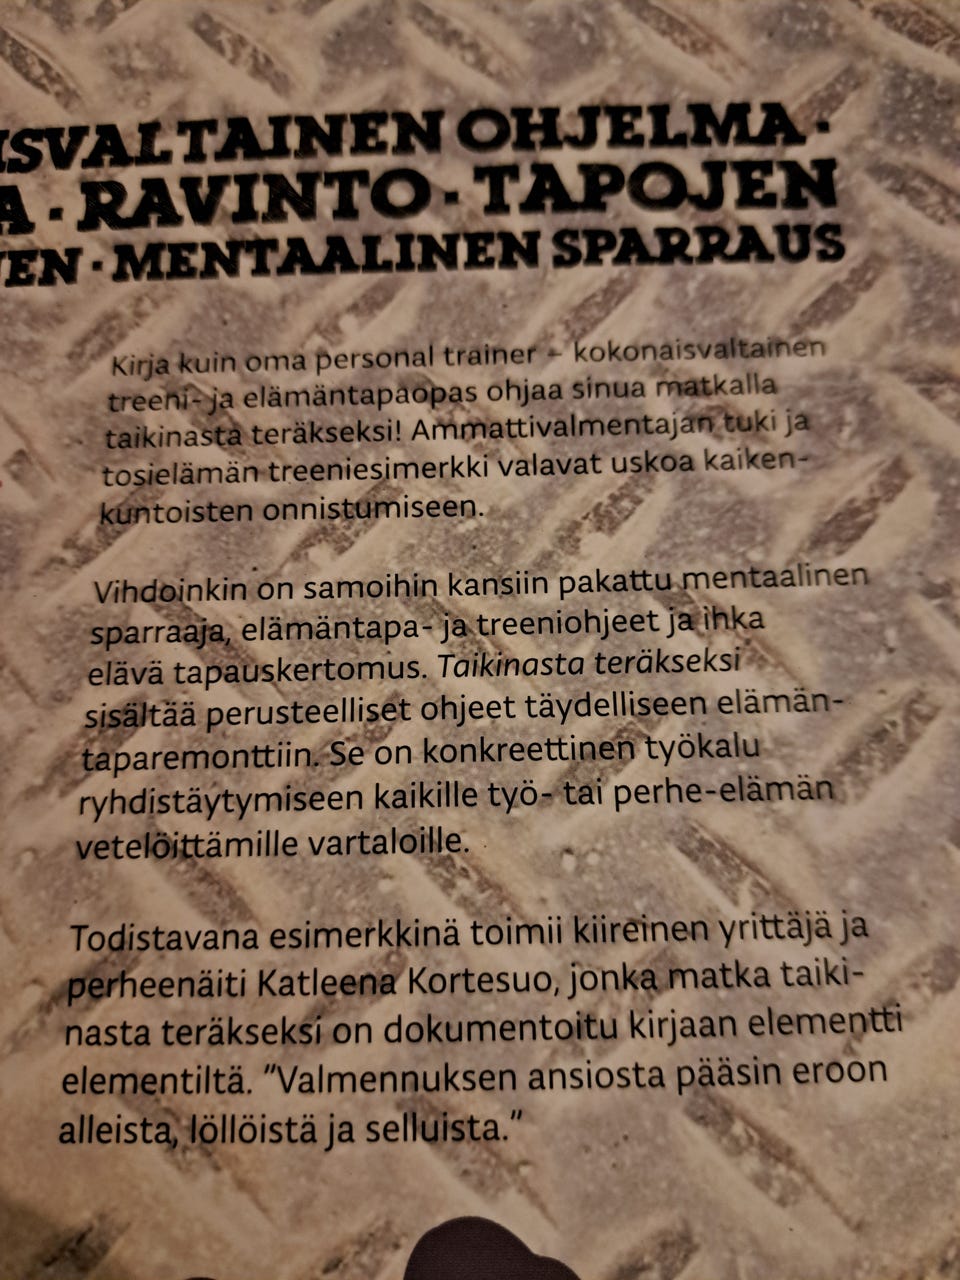 ISVALTAINEN OHJELMA ·
A · RAVINTO · TAPOJEN
EN · MENTAALINEN SPARRAUS
Kirja kuin oma personal trainer – kokonaisvaltainen
treeni- ja elämäntapaopas ohjaa sinua matkalla
taikinasta teräkseksi! Ammattivalmentajan tuki ja
tosielämän treeniesimerkki valavat uskoa kaiken-
kuntoisten onnistumiseen.
Vihdoinkin on samoihin kansiin pakattu mentaalinen
sparraaja, elämäntapa- ja treeniohjeet ja ihka
elävä tapauskertomus. Taikinasta teräkseksi
sisältää perusteelliset ohjeet täydelliseen elämän-
taparemonttiin. Se on konkreettinen työkalu
ryhdistäytymiseen kaikille työ- tai perhe-elämän
vetelöittämille vartaloille.
Todistavana esimerkkinä toimii kiireinen yrittäjä ja
perheenäiti Katleena Kortesuo, jonka matka taiki-
nasta teräkseksi on dokumentoitu kirjaan elementti
elementiltä. "Valmennuksen ansiosta pääsin eroon
alleista, löllöistä ja selluista."